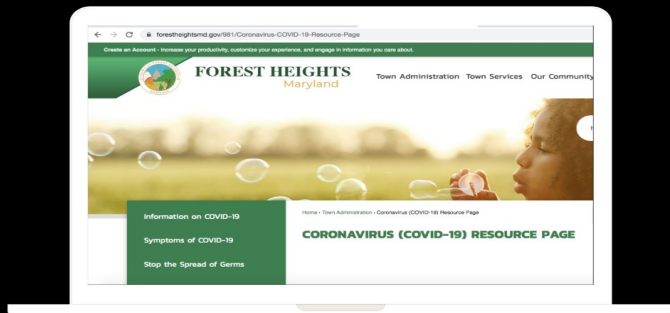 forestheightsmd.gov/981/Coronavirus-COVID-19-Resource-Page
Create an Account - Increase your productivity, customize your experience, and engage in information you care about.
FOREST HEIGHTS
Maryland
Town Administration Town Services Our Community
Information on COVID-19
Symptoms of COVID-19
Stop the Spread of Germs
Home › Town Administration › Coronavirus (COVID-19) Resource Page
CORONAVIRUS (COVID-19) RESOURCE PAGE